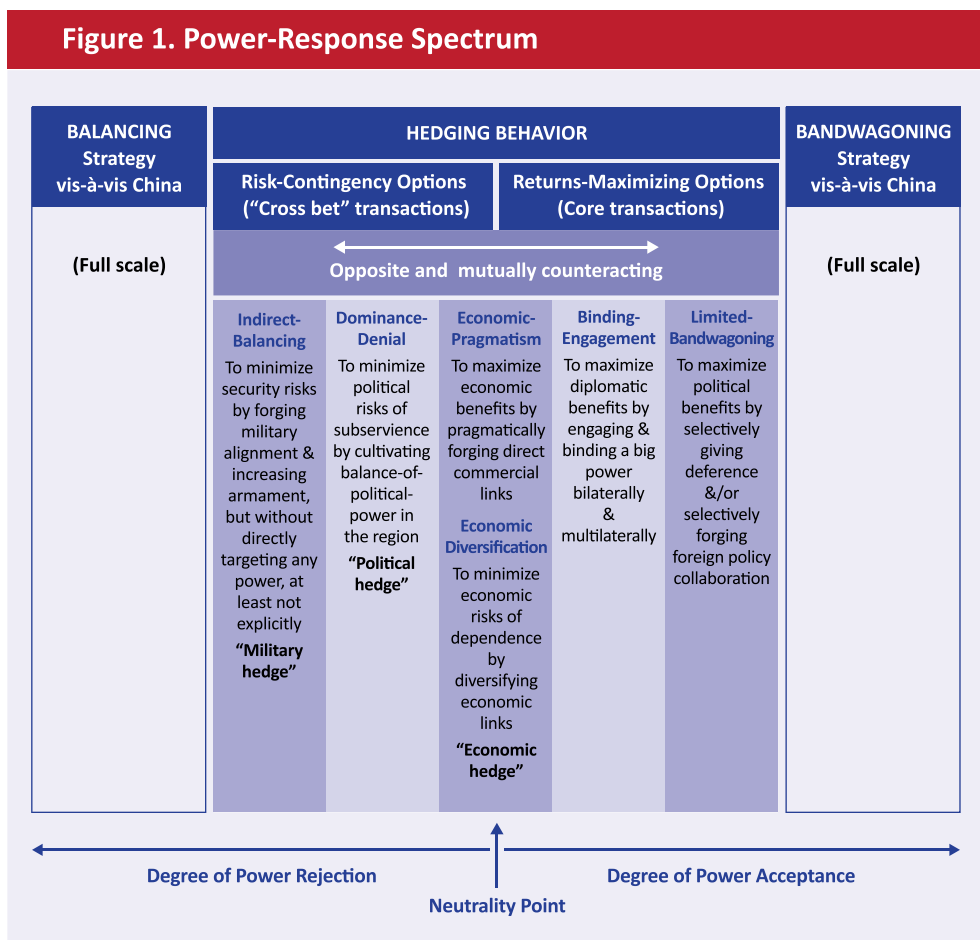 Figure 1. Power-Response Spectrum
BALANCING
Strategy
vis-à-vis China
(Full scale)
HEDGING BEHAVIOR
Risk-Contingency Options
(“Cross bet” transactions)
Returns-Maximizing Options
(Core transactions)
Opposite and mutually counteracting
Indirect-
Balancing
To minimize
security risks
by forging
military
alignment &
increasing
armament,
but without
directly
targeting any
power, at
least not
explicitly
“Military
hedge”
Dominance-
Denial
To minimize
political
risks of
subservience
by cultivating
balance-of-
political-
power in
the region
“Political
hedge”
Economic-
Pragmatism
To maximize
economic
benefits by
pragmatically
forging direct
commercial
links
Economic
Diversification
To minimize
economic
risks of
dependence
by
diversifying
economic
links
“Economic
hedge”
Binding-
Engagement
To maximize
diplomatic
benefits by
engaging &
binding a big
power
bilaterally
&
multilaterally
Limited-
Bandwagoning
To maximize
political
benefits by
selectively
giving
deference
&/or
selectively
forging
foreign policy
collaboration
BANDWAGONING
Strategy
vis-à-vis China
(Full scale)
Degree of Power Rejection
Degree of Power Acceptance
Neutrality Point